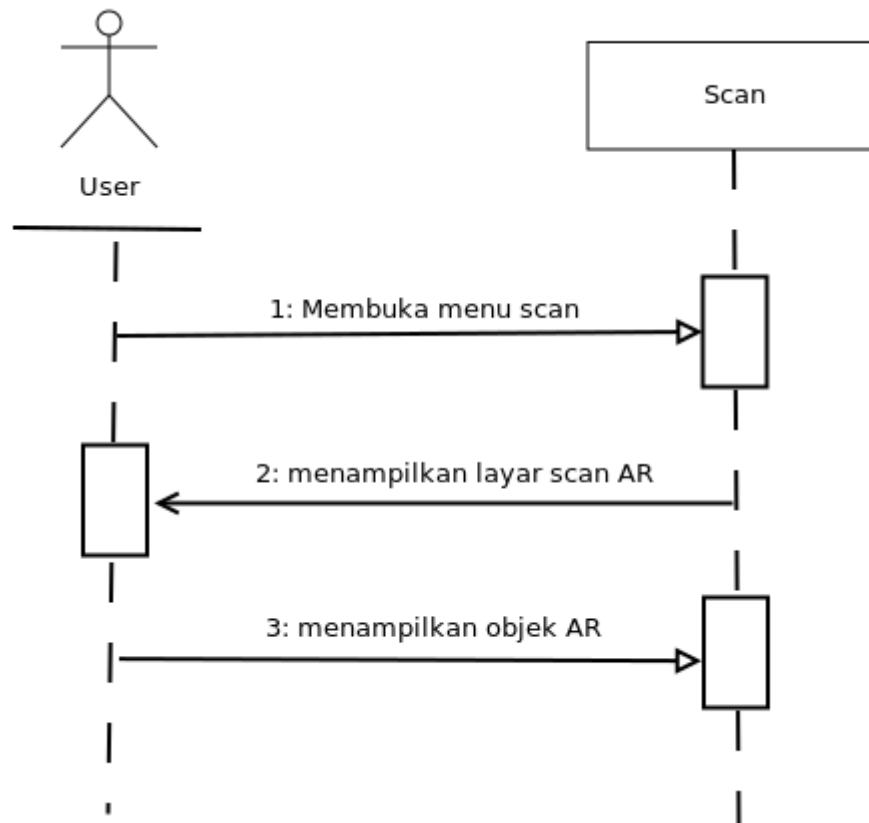 User
Scan
1: Membuka menu scan
2: menampilkan layar scan AR
3: menampilkan objek AR